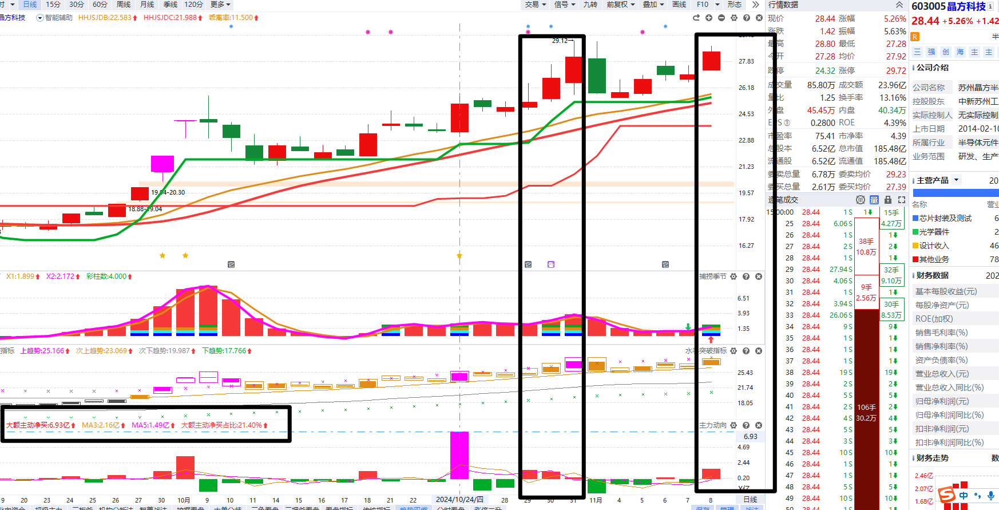 时 日线 15分 30分 60分 周线 月线 季线 120分 更多 交易 信号 九转 前复权 叠加 画线 F10 形态
晶方科技 智能辅助 HHJSJDB:22.583 HHJSJDC:21.988 乖离率:11.500
29.12
27.83
26.18
24.53
22.88
21.23
19.57
17.92
16.27
19.04-20.30
18.88-19.04
X1:1.899 X2:2.172 彩柱数:4.000 捕捞季节
6.51
3.93
1.35
指标 上趋势:25.166 次上趋势:23.069 次下趋势:19.987 下趋势:17.766 水手突破指标
25.43
21.74
18.05
大额主动净买:6.93亿 MA3:2.16亿 MA5:1.49亿 大额主动净买占比:21.40% 主力动向
6.93
4.69
2.44
0.20
20 23 24 25 26 27 30 10月 9 10 11 14 15 16 17 18 21 22 2024/10/24/四 28 29 30 31 11月 4 5 6 7 8 日线
行情数据
现价 28.44 涨幅 5.26%
涨跌 1.42 振幅 5.63%
最高 28.80 最低 27.28
今开 27.28 均价 27.92
跌停 24.32 涨停 29.72
成交量 85.80万 成交额 23.96亿
量比 1.25 换手率 13.16%
外盘 45.45万 内盘 40.34万
EPS③ 0.2800 ROE 4.39%
市盈率 75.41 市净率 4.39
总股本 6.52亿 总市值 185.48亿
流通股 6.52亿 流通值 185.48亿
委卖总量 6.78万 委卖均价 29.23
委买总量 2.61万 委买均价 27.39
逐笔成交
15:00:00 28.44 1 S 1
25 28.44 6.06 S
26 28.44 1 S 1
27 28.44 2 S 2
28 28.44 1 S 1
29 28.44 27.94 S
30 28.44 4.06 S
31 28.44 1 S 1
32 28.44 3.94 S
33 28.44 26.06 S
34 28.44 9 S 9
35 28.44 1 S 1
36 28.44 1 S 1
37 28.44 1 S 1
38 28.44 19 S 19
39 28.44 2 S 2
40 28.44 5 S 5
41 28.44 2 S 2
42 28.44 4 S 4
43 28.44 5 S 5
44 28.44 3 S 3
45 28.44 10 S 10
46 28.44 1 S 1
47 28.44 1 S 1
48 28.44 5 S 5
49 28.44 10 S 10
50 28.44 1 S 1
38手
10.8万
9手
2.56万
106手
30.2万
15手
4.27万
32手
9.10万
30手
8.53万
603005 晶方科技
28.44 +5.26% +1.42
R 半
三 强 创 海 主 主
公司介绍
公司名称 苏州晶方半
控股股东 中新苏州工
实际控制人 无实际控制
上市日期 2014-02-10
所属行业 半导体元件
业务范围 研发、生产
主营产品 20
名称 营业
芯片封装及测试 6
光学器件 2
设计收入 46
其他业务 78
财务数据 202
基本每股收益(元)
每股净资产(元)
ROE(加权)
销售毛利率(%)
销售净利率(%)
资产负债率(%)
营业总收入(元)
营业总收入同比(%)
归母净利润(元)
归母净利润同比(%)
扣非净利润(元)
扣非净利润同比(%)
财务走势 数
2.46亿
2.07亿
1.68亿
S 中